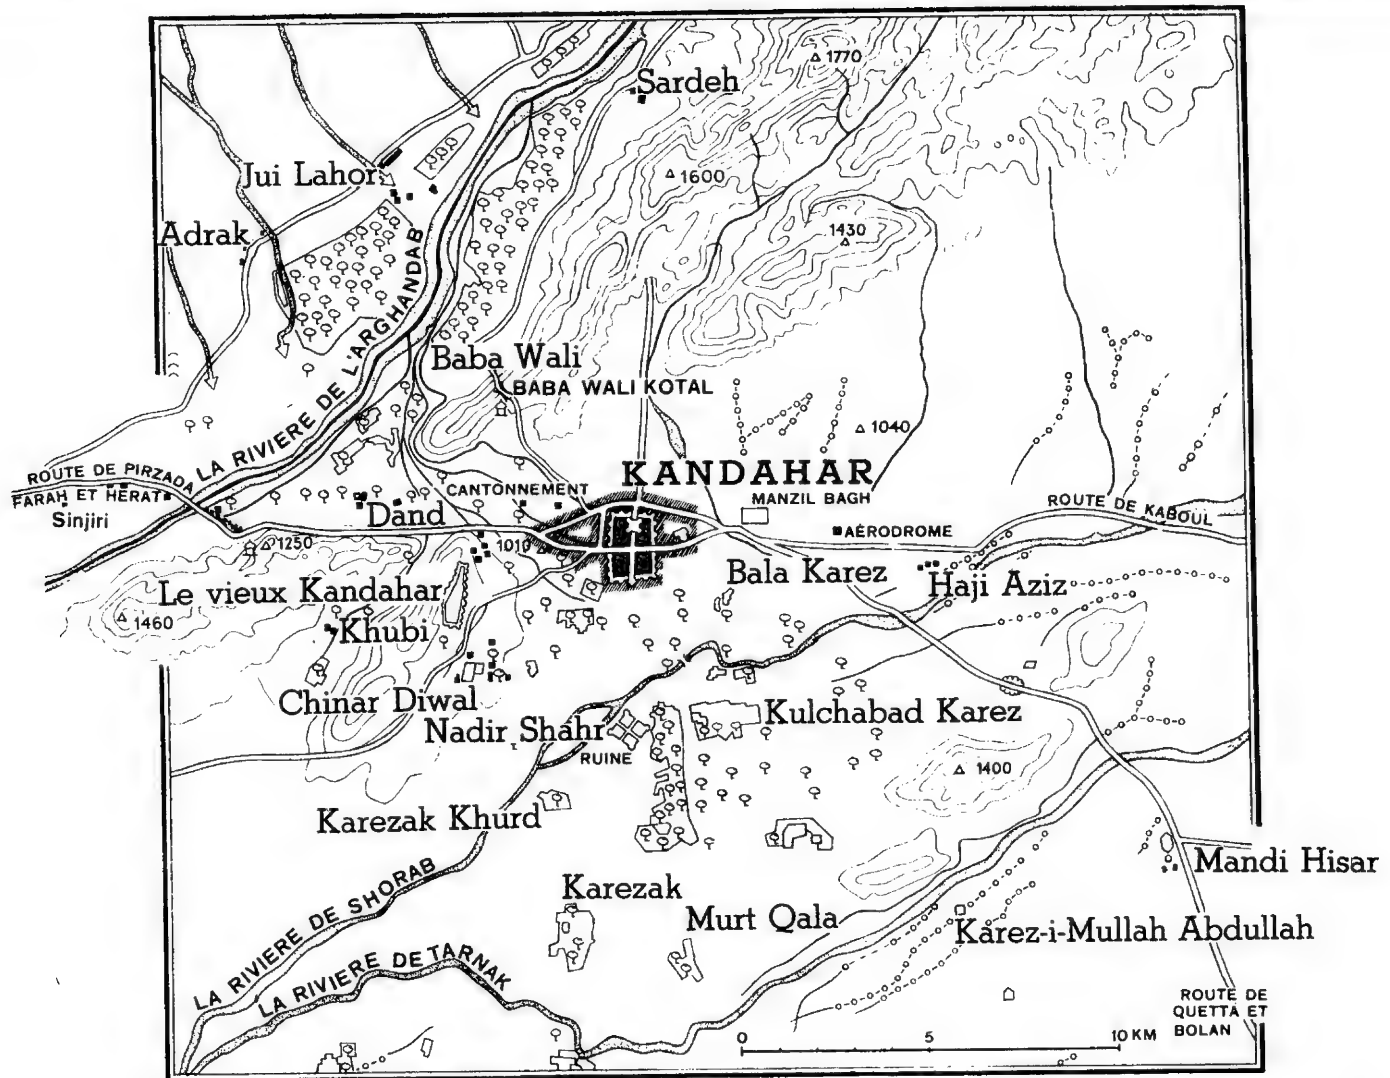 1770
Sardeh
Jui Lahor
1600
Adrak
1430
LA RIVIERE DE L'ARGHANDAB
Baba Wali
BABA WALI KOTAL
1040
KANDAHAR
ROUTE DE PIRZADA
FARAH ET HERAT
Sinjiri
CANTONNEMENT
MANZIL BAGH
ROUTE DE KABOUL
Dand
1250
1010
AÉRODROME
Bala Karez
Haji Aziz
Le vieux Kandahar
1460
Khubi
Chinar Diwal
Nadir Shahr
RUINE
Kulchabad Karez
1400
Karezak Khurd
Mandi Hisar
Karezak
Murt Qala
Kárez-i-Mullah Abdullah
LA RIVIERE DE SHORAB
LA RIVIERE DE TARNAK
ROUTE DE
QUETTA ET
BOLAN
0 5 10 KM